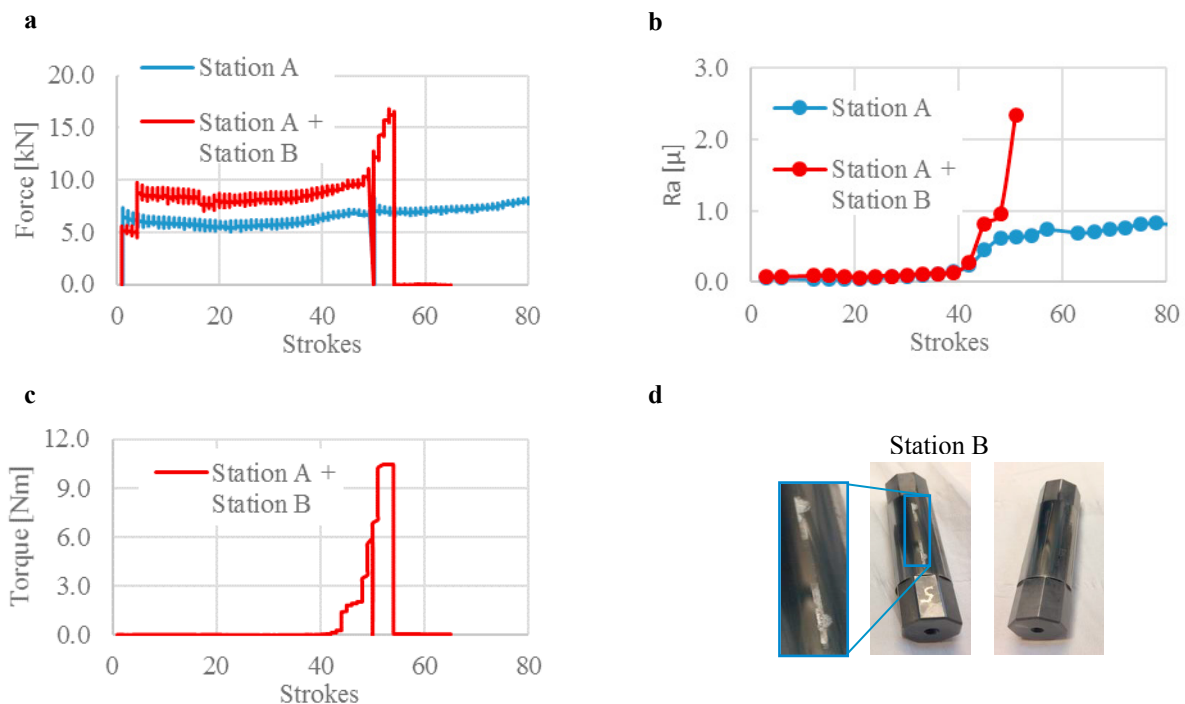 a
Station A
Station A +
Station B
20.0
15.0
10.0
5.0
0.0
Force [kN]
0 20 40 60 80
Strokes
b
Station A
Station A +
Station B
3.0
2.0
1.0
0.0
Ra [μ]
0 20 40 60 80
Strokes
c
Station A +
Station B
12.0
9.0
6.0
3.0
0.0
Torque [Nm]
0 20 40 60 80
Strokes
d
Station B
5